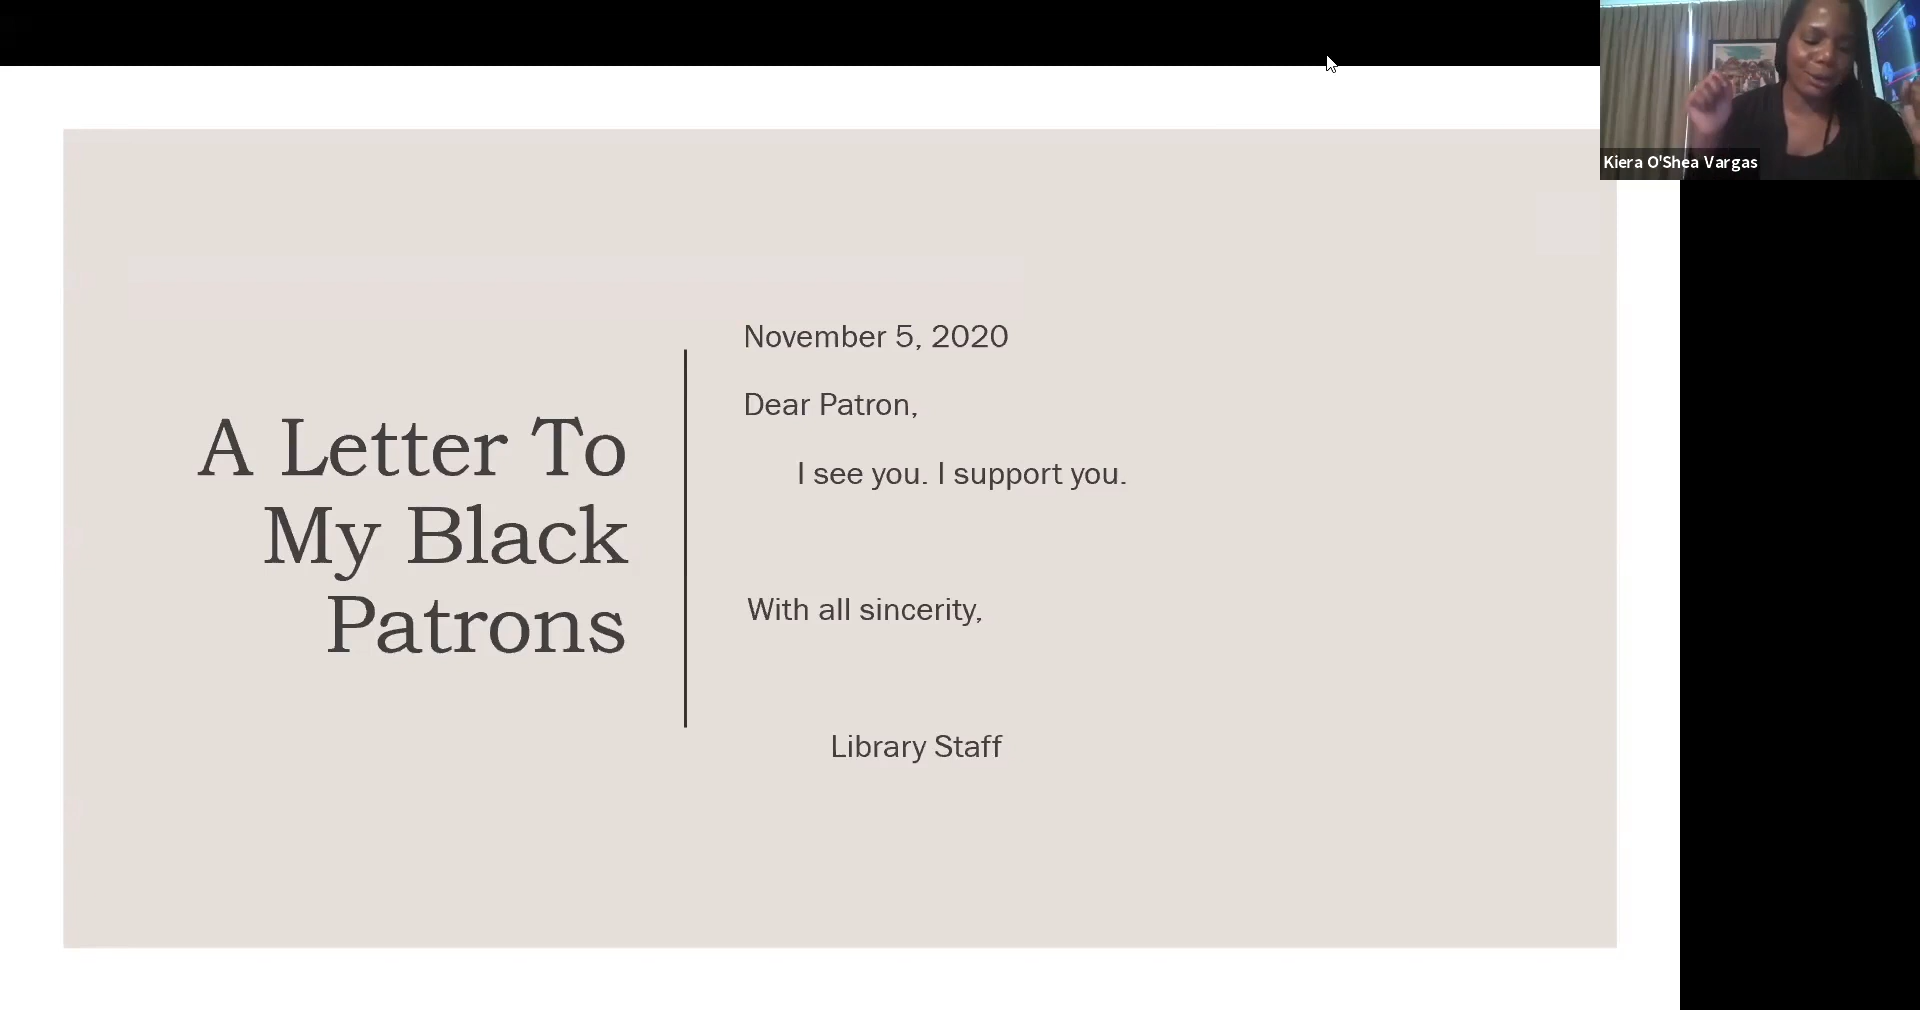 Kiera O'Shea Vargas
A Letter To
My Black
Patrons
November 5, 2020
Dear Patron,
I see you. I support you.
With all sincerity,
Library Staff